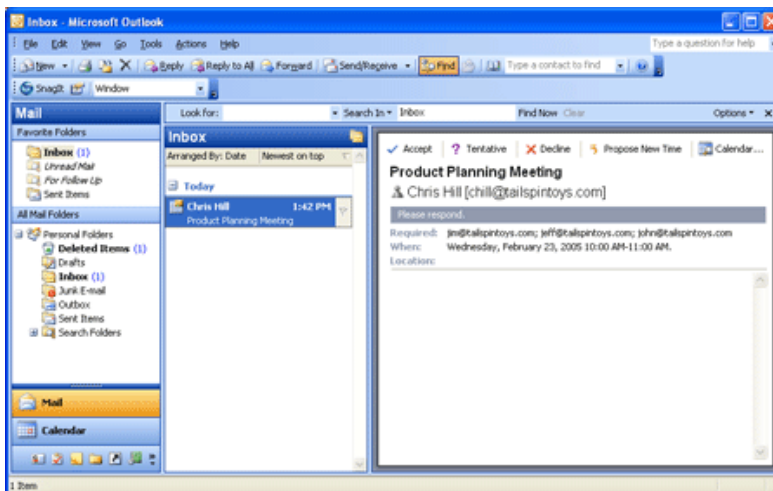 Inbox - Microsoft Outlook
File Edit View Go Tools Actions Help
Type a question for help
New Reply Reply to All Forward Send/Receive Find Type a contact to find
SnagIt Window
Mail
Look for: Search In Inbox Find Now Clear Options
Favorite Folders
Inbox (1)
Unread Mail
For Follow Up
Sent Items
All Mail Folders
Personal Folders
Deleted Items (1)
Drafts
Inbox (1)
Junk E-mail
Outbox
Sent Items
Search Folders
Mail
Calendar
Inbox
Arranged By: Date Newest on top
Today
Chris Hill 1:42 PM
Product Planning Meeting
Accept Tentative Decline Propose New Time Calendar...
Product Planning Meeting
Chris Hill [chill@tailspintoys.com]
Please respond.
Required: jim@tailspintoys.com; jeff@tailspintoys.com; john@tailspintoys.com
When: Wednesday, February 23, 2005 10:00 AM-11:00 AM.
Location:
1 Item